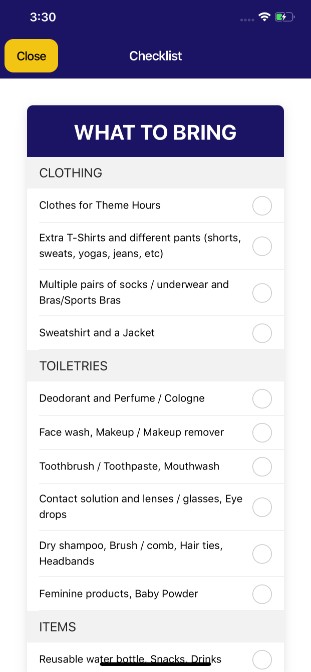 3:30
Close
Checklist
WHAT TO BRING
CLOTHING
Clothes for Theme Hours
Extra T-Shirts and different pants (shorts,
sweats, yogas, jeans, etc)
Multiple pairs of socks / underwear and
Bras/Sports Bras
Sweatshirt and a Jacket
TOILETRIES
Deodorant and Perfume / Cologne
Face wash, Makeup / Makeup remover
Toothbrush / Toothpaste, Mouthwash
Contact solution and lenses / glasses, Eye
drops
Dry shampoo, Brush / comb, Hair ties,
Headbands
Feminine products, Baby Powder
ITEMS
Reusable water bottle, Snacks, Drinks